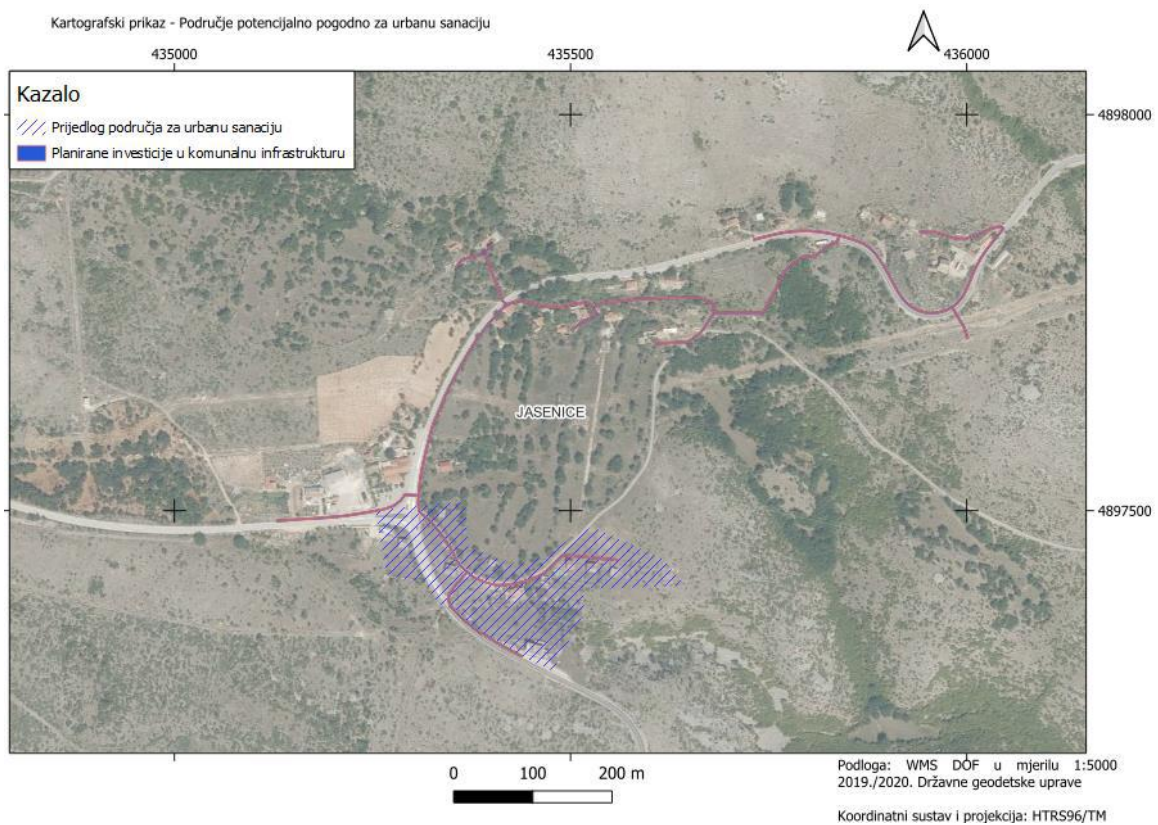 Kartografski prikaz - Područje potencijalno pogodno za urbanu sanaciju
435000
435500
436000
Kazalo
Prijedlog područja za urbanu sanaciju
Planirane investicije u komunalnu infrastrukturu
4898000
JASENICE
4897500
0 100 200 m
Podloga: WMS DOF u mjerilu 1:5000
2019./2020. Državne geodetske uprave
Koordinatni sustav i projekcija: HTRS96/TM